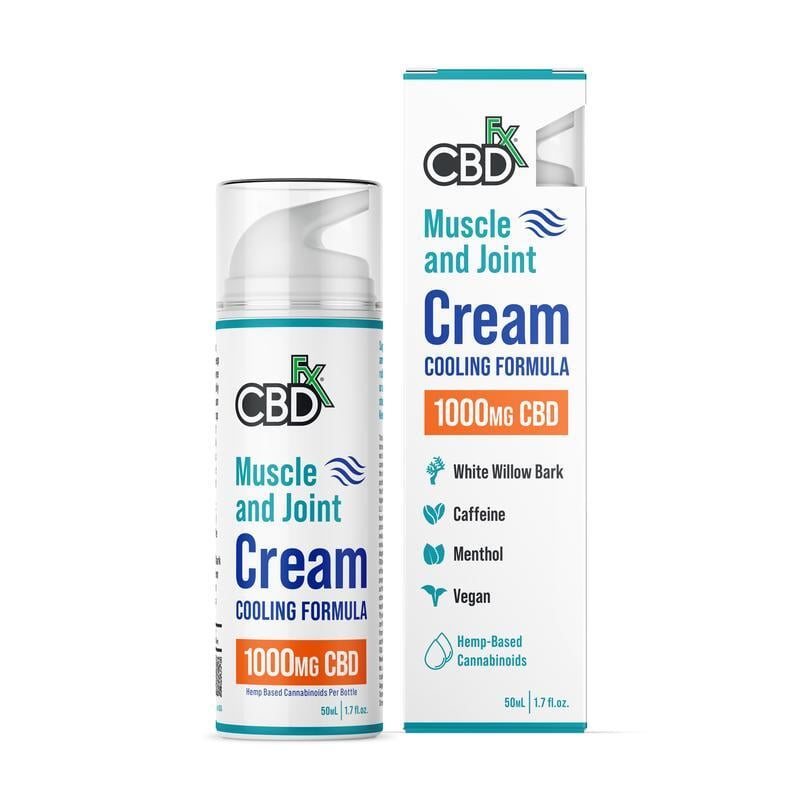 CBDFX
Muscle
and Joint
Cream
COOLING FORMULA
1000MG CBD
Hemp Based Cannabinoids Per Bottle
50ML | 1.7 fl.oz.
CBDFX
Muscle
and Joint
Cream
COOLING FORMULA
1000MG CBD
White Willow Bark
Caffeine
Menthol
Vegan
Hemp-Based
Cannabinoids
50ML | 1.7 fl.oz.